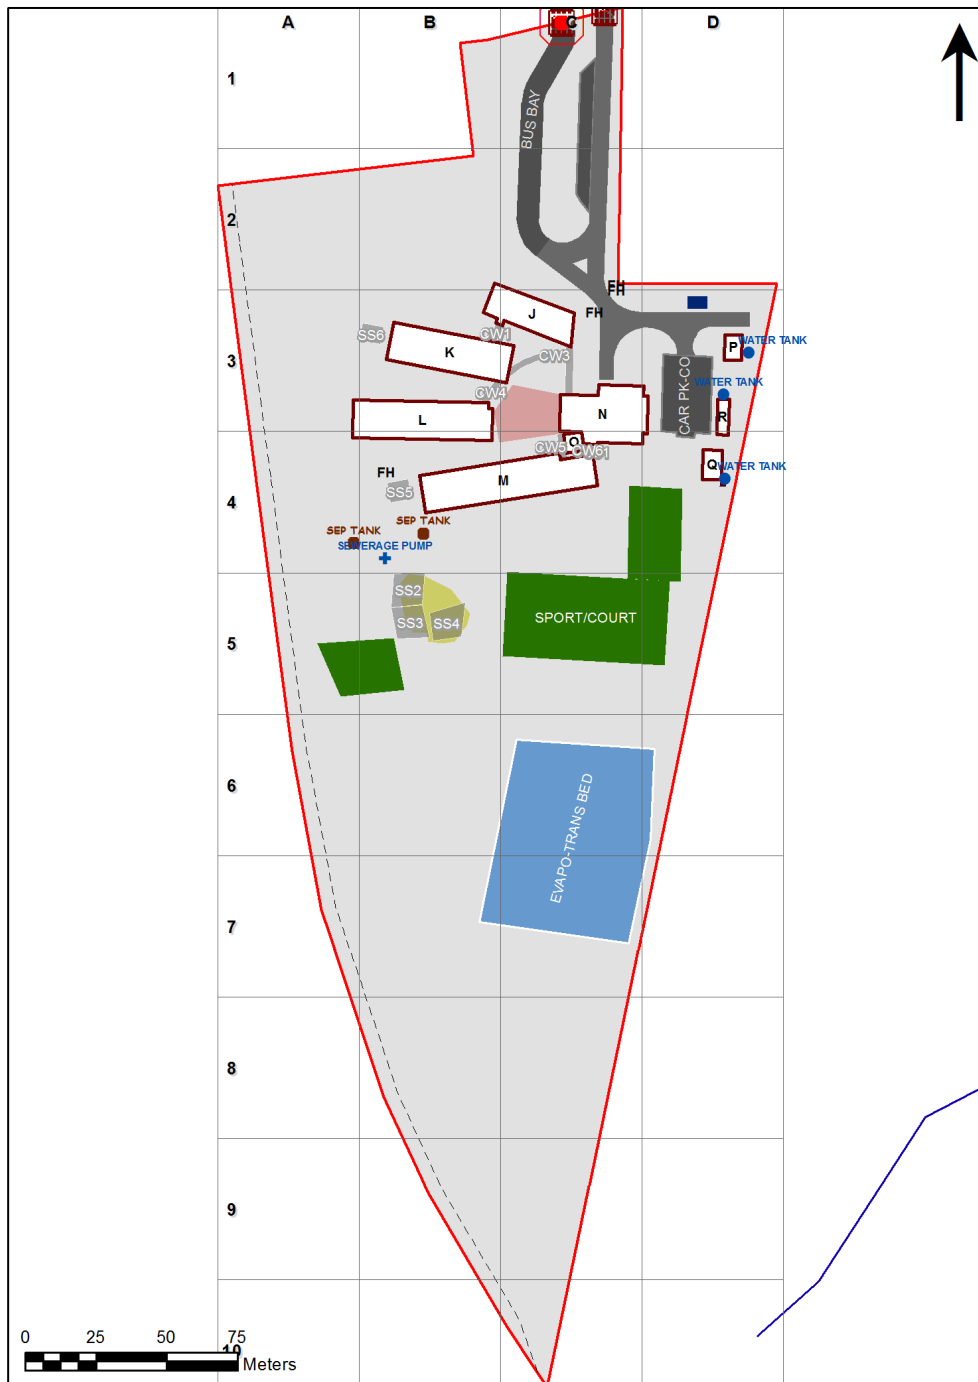 A
B
C
D
1
BUS BAY
2
FH
FH
FH
J
CW1
SS6
K
CW3
3
P
WATER TANK
CAR PK-CO
WATER TANK
CW4
L
N
R
O
CW5
CW61
M
Q
WATER TANK
FH
SS5
4
SEP TANK
SEP TANK
SEWERAGE PUMP
SS2
SS3
SS4
SPORT/COURT
5
6
EVAPO-TRANS BED
7
8
9
10
0 25 50 75
Meters